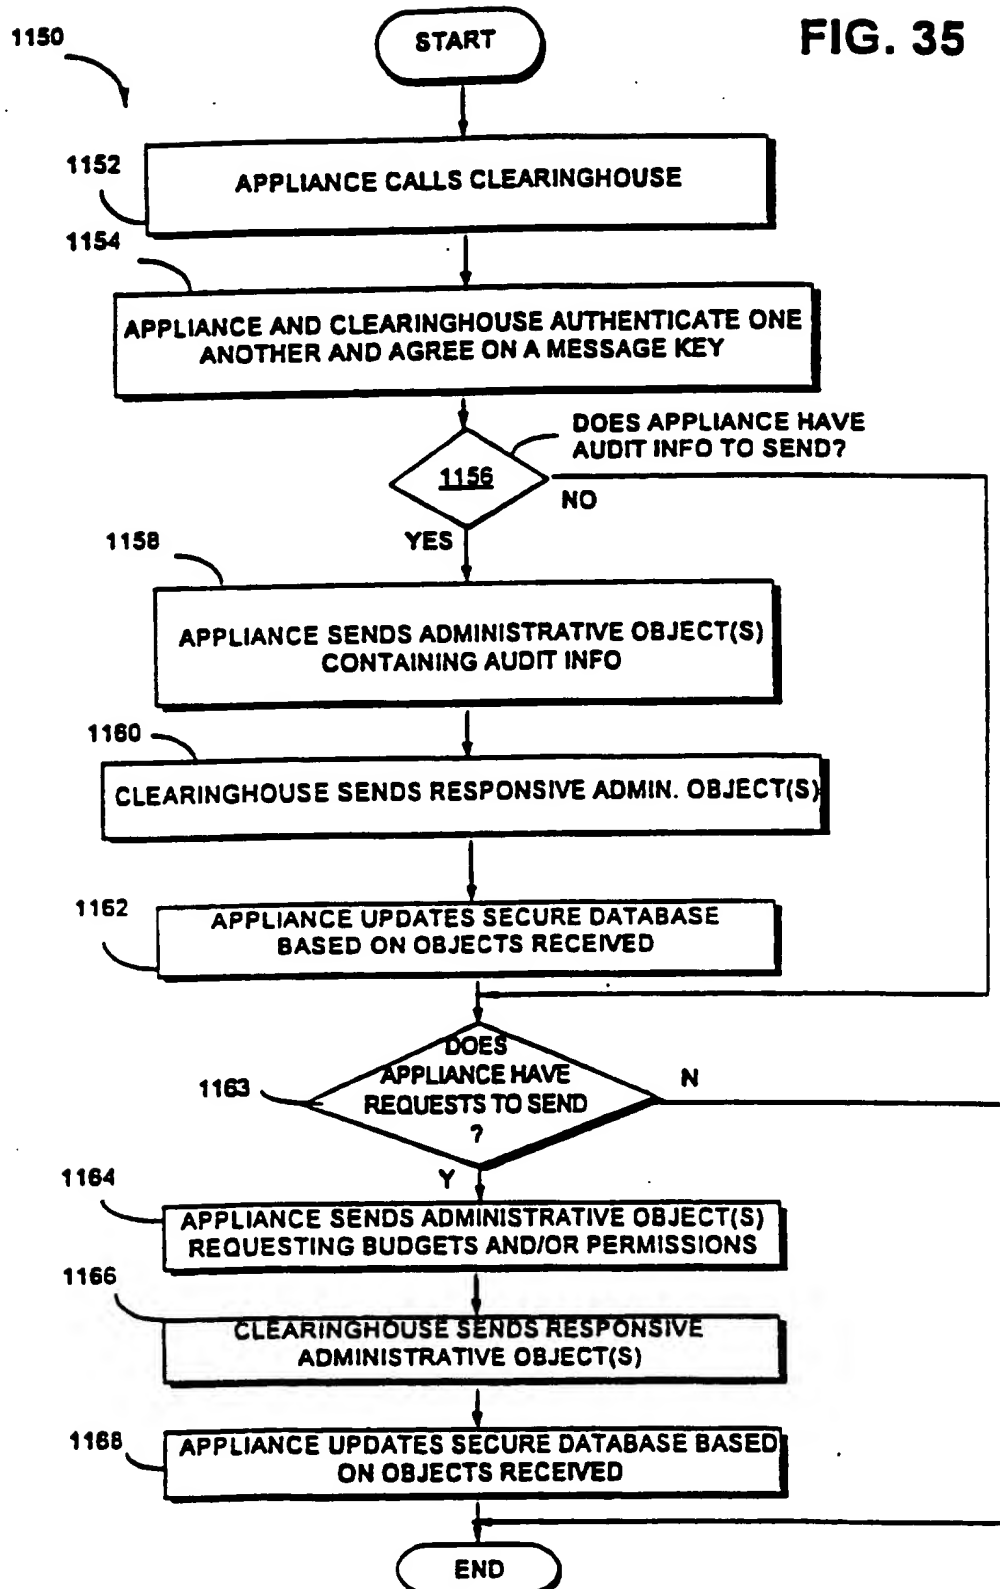 1150
START
FIG. 35
1152
APPLIANCE CALLS CLEARINGHOUSE
1154
APPLIANCE AND CLEARINGHOUSE AUTHENTICATE ONE
ANOTHER AND AGREE ON A MESSAGE KEY
DOES APPLIANCE HAVE
AUDIT INFO TO SEND?
1156
NO
YES
1158
APPLIANCE SENDS ADMINISTRATIVE OBJECT(S)
CONTAINING AUDIT INFO
1160
CLEARINGHOUSE SENDS RESPONSIVE ADMIN. OBJECT(S)
1162
APPLIANCE UPDATES SECURE DATABASE
BASED ON OBJECTS RECEIVED
1163
DOES
APPLIANCE HAVE
REQUESTS TO SEND
?
N
Y
1164
APPLIANCE SENDS ADMINISTRATIVE OBJECT(S)
REQUESTING BUDGETS AND/OR PERMISSIONS
1166
CLEARINGHOUSE SENDS RESPONSIVE
ADMINISTRATIVE OBJECT(S)
1168
APPLIANCE UPDATES SECURE DATABASE BASED
ON OBJECTS RECEIVED
END